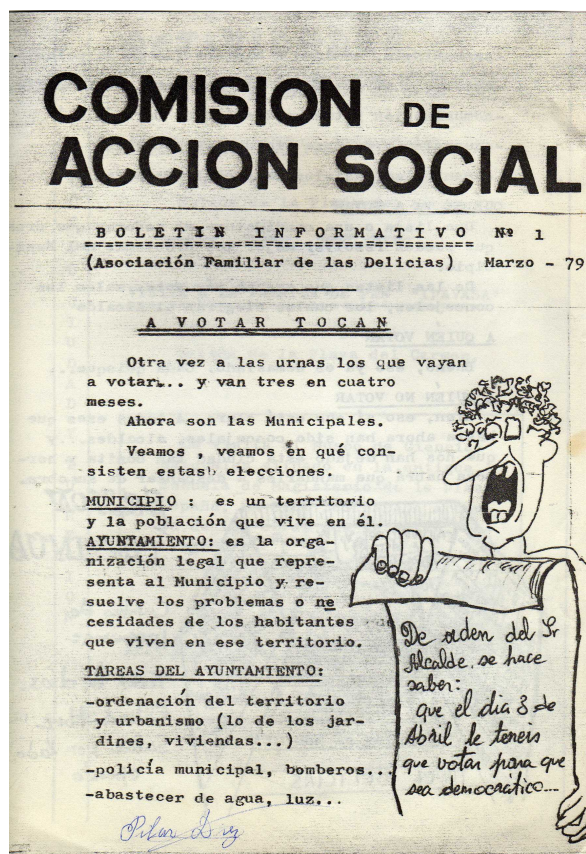 COMISION DE
ACCION SOCIAL
BOLETIN INFORMATIVO Nº 1
(Asociación Familiar de las Delicias) Marzo - 79
A VOTAR TOCAN
Otra vez a las urnas los que vayan
a votar... y van tres en cuatro
meses.
Ahora son las Municipales.
Veamos , veamos en qué con-
sisten estas elecciones.
MUNICIPIO : es un territorio
y la población que vive en él.
AYUNTAMIENTO: es la orga-
nización legal que repre-
senta al Municipio y re-
suelve los problemas o ne
cesidades de los habitantes
que viven en ese territorio.
TAREAS DEL AYUNTAMIENTO:
-ordenación del territorio
y urbanismo (lo de los jar-
dines, viviendas...)
-policía municipal, bomberos...
-abastecer de agua, luz...
De orden del Sr
Alcalde, se hace
saber:
que el dia 3 de
Abril le teneis
que votar para que
sea democrático...
Pilar